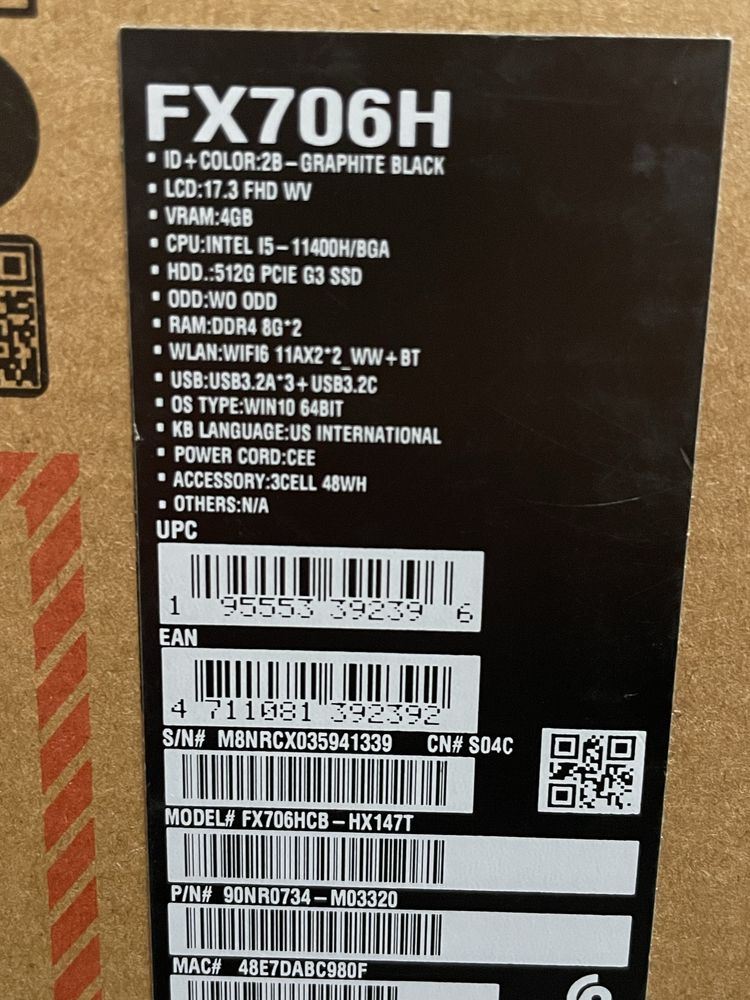 FX706H
▪ ID+COLOR:2B-GRAPHITE BLACK
▪ LCD:17.3 FHD WV
▪ VRAM:4GB
▪ CPU:INTEL I5-11400H/BGA
▪ HDD.:512G PCIE G3 SSD
▪ ODD:WO ODD
▪ RAM:DDR4 8G*2
▪ WLAN:WIFI6 11AX2*2_WW+BT
▪ USB:USB3.2A*3+USB3.2C
▪ OS TYPE:WIN10 64BIT
▪ KB LANGUAGE:US INTERNATIONAL
▪ POWER CORD:CEE
▪ ACCESSORY:3CELL 48WH
▪ OTHERS:N/A
UPC
1 95553 39239 6
EAN
4 711081 392392
S/N# M8NRCX035941339 CN# S04C
MODEL# FX706HCB-HX147T
P/N# 90NR0734-M03320
MAC# 48E7DABC980F